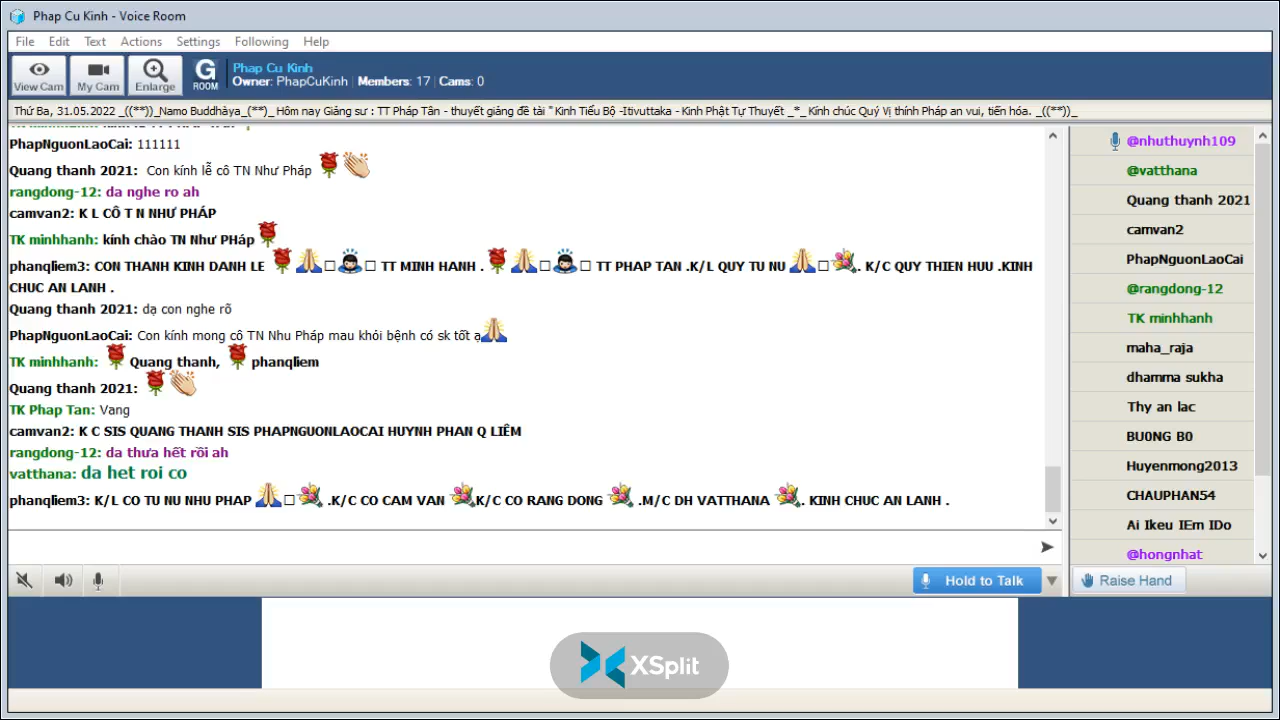 Phap Cu Kinh - Voice Room
File Edit Text Actions Settings Following Help
View Cam My Cam Enlarge G ROOM
Phap Cu Kinh
Owner: PhapCuKinh | Members: 17 | Cams: 0
Thứ Ba, 31.05.2022 _((**))_Namo Buddhàya_(**)_ Hôm nay Giảng sư : TT Pháp Tân - thuyết giảng đề tài " Kinh Tiểu Bộ -Itivuttaka - Kinh Phật Tự Thuyết _*_ Kính chúc Quý Vị thính Pháp an vui, tiến hóa. _((**))_
PhapNguonLaoCai: 111111
Quang thanh 2021: Con kính lễ cô TN Như Pháp
rangdong-12: da nghe ro ah
camvan2: K L CÔ T N NHƯ PHÁP
TK minhhanh: kính chào TN Như PHáp
phanqliem3: CON THANH KINH DANH LE TT MINH HANH . TT PHAP TAN .K/L QUY TU NU . K/C QUY THIEN HUU .KINH
CHUC AN LANH .
Quang thanh 2021: dạ con nghe rõ
PhapNguonLaoCai: Con kính mong cô TN Nhu Pháp mau khỏi bệnh có sk tốt ạ
TK minhhanh: Quang thanh, phanqliem
Quang thanh 2021:
TK Phap Tan: Vang
camvan2: K C SIS QUANG THANH SIS PHAPNGUONLAOCAI HUYNH PHAN Q LIÊM
rangdong-12: da thưa hết rồi ah
vatthana: da het roi co
phanqliem3: K/L CO TU NU NHU PHAP .K/C CO CAM VAN K/C CO RANG DONG .M/C DH VATTHANA . KINH CHUC AN LANH .
Hold to Talk
@nhuthuynh109
@vatthana
Quang thanh 2021
camvan2
PhapNguonLaoCai
@rangdong-12
TK minhhanh
maha_raja
dhamma sukha
Thy an lac
BU0NG B0
Huyenmong2013
CHAUPHAN54
Ai Ikeu IEm IDo
@hongnhat
Raise Hand
XSplit